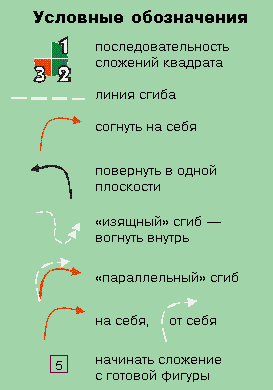 Условные обозначения
1
3 2
последовательность
сложений квадрата
линия сгиба
согнуть на себя
повернуть в одной
плоскости
«изящный» сгиб —
вогнуть внутрь
«параллельный» сгиб
на себя, от себя
5
начинать сложение
с готовой фигуры